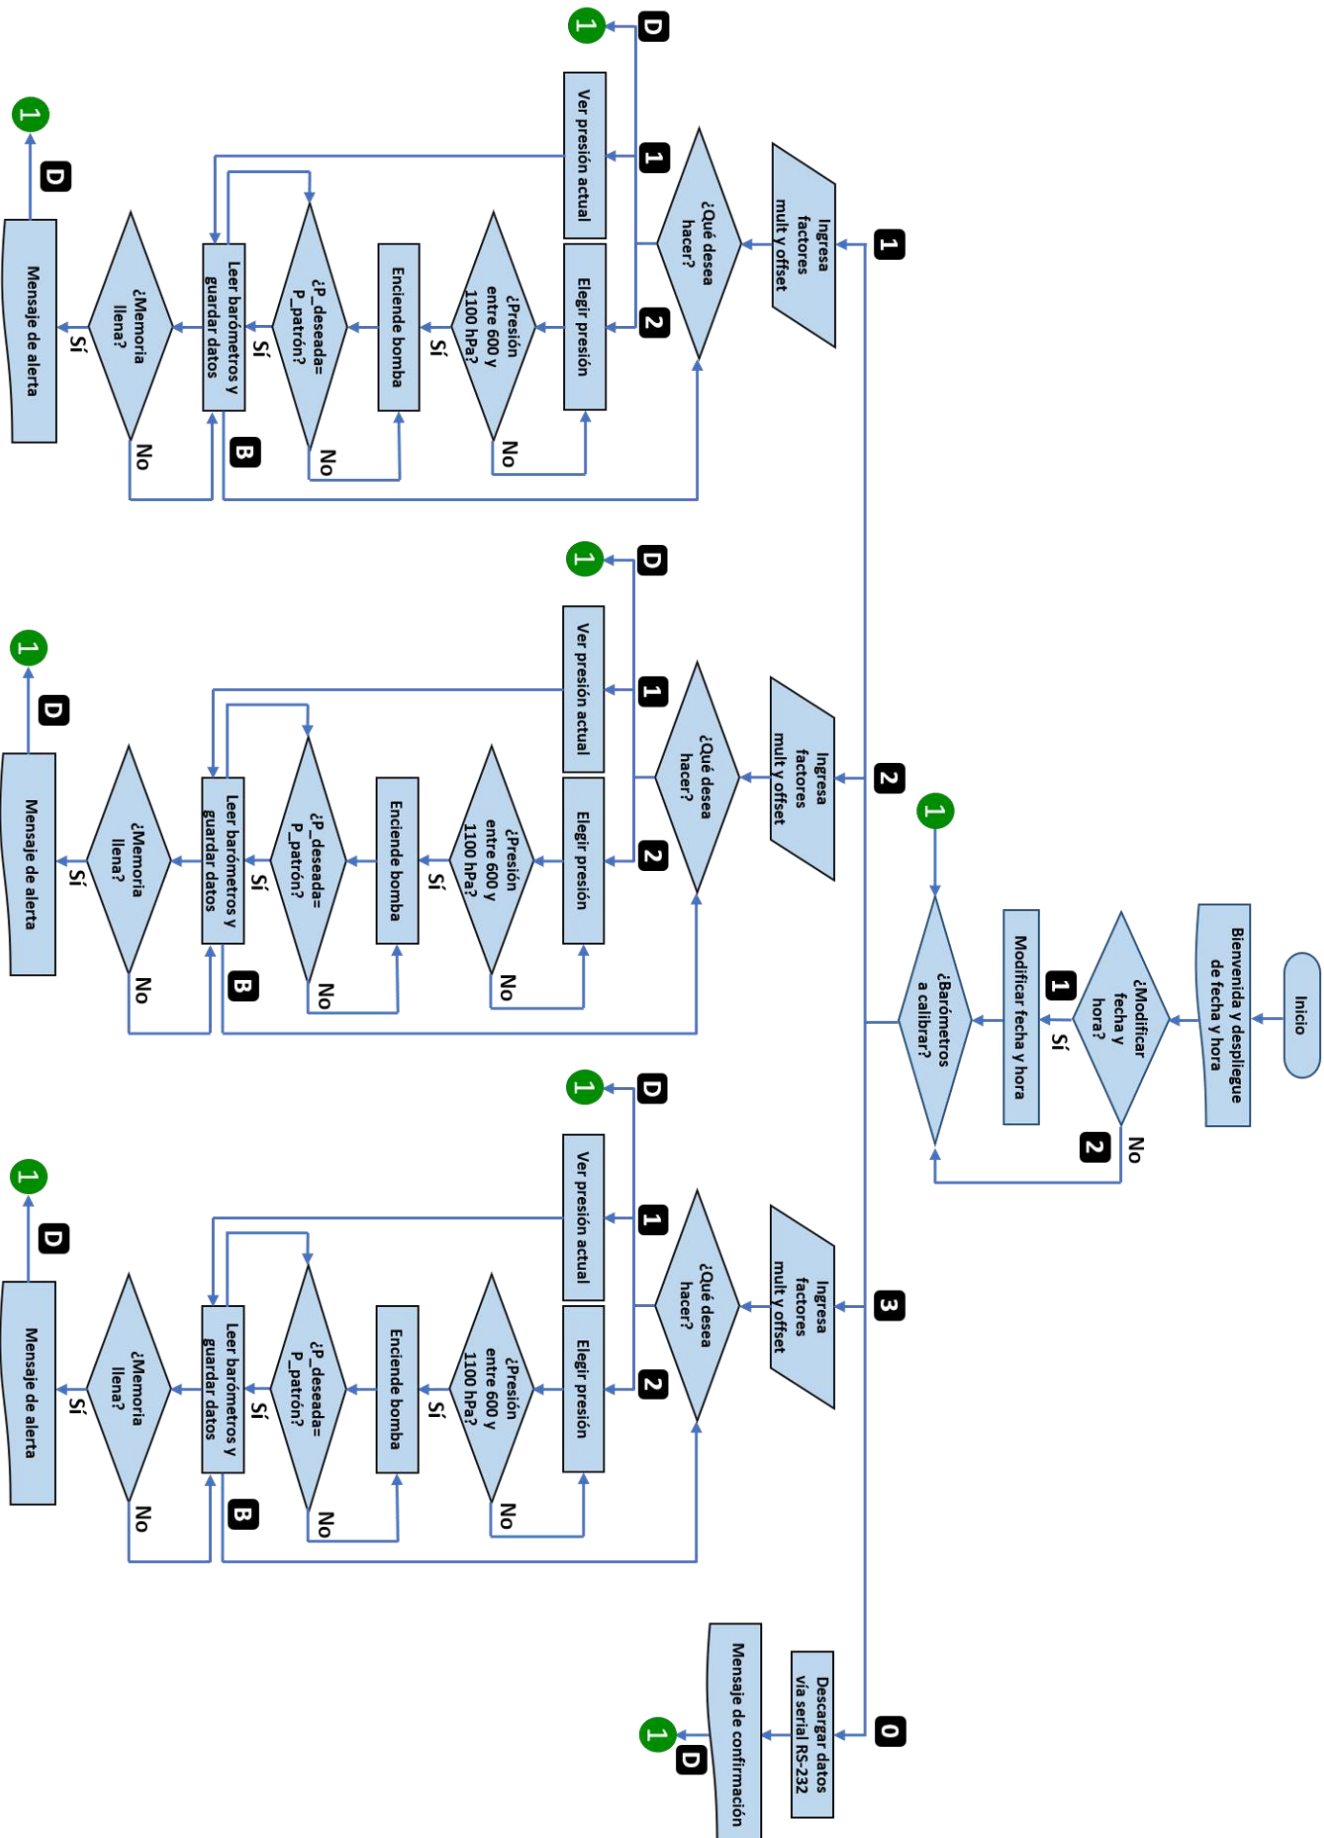 Inicio
Bienvenida y despliegue
de fecha y hora
¿Modificar
fecha y
hora?
No
2
1
Sí
Modificar fecha y hora
1
¿Barómetros
a calibrar?
1
2
3
0
Ingresa
factores
mult y offset
¿Qué desea
hacer?
D
1
2
1
Ver presión actual
Elegir presión
¿Presión
entre 600 y
1100 hPa?
No
Sí
Enciende bomba
¿P_deseada=
P_patrón?
No
Sí
Leer barómetros y
guardar datos
B
¿Memoria
llena?
No
Sí
D
1
Mensaje de alerta
Ingresa
factores
mult y offset
¿Qué desea
hacer?
D
1
2
1
Ver presión actual
Elegir presión
¿Presión
entre 600 y
1100 hPa?
No
Sí
Enciende bomba
¿P_deseada=
P_patrón?
No
Sí
Leer barómetros y
guardar datos
B
¿Memoria
llena?
No
Sí
D
1
Mensaje de alerta
Ingresa
factores
mult y offset
¿Qué desea
hacer?
D
1
2
1
Ver presión actual
Elegir presión
¿Presión
entre 600 y
1100 hPa?
No
Sí
Enciende bomba
¿P_deseada=
P_patrón?
No
Sí
Leer barómetros y
guardar datos
B
¿Memoria
llena?
No
Sí
D
1
Mensaje de alerta
Descargar datos
vía serial RS-232
Mensaje de confirmación
D
1